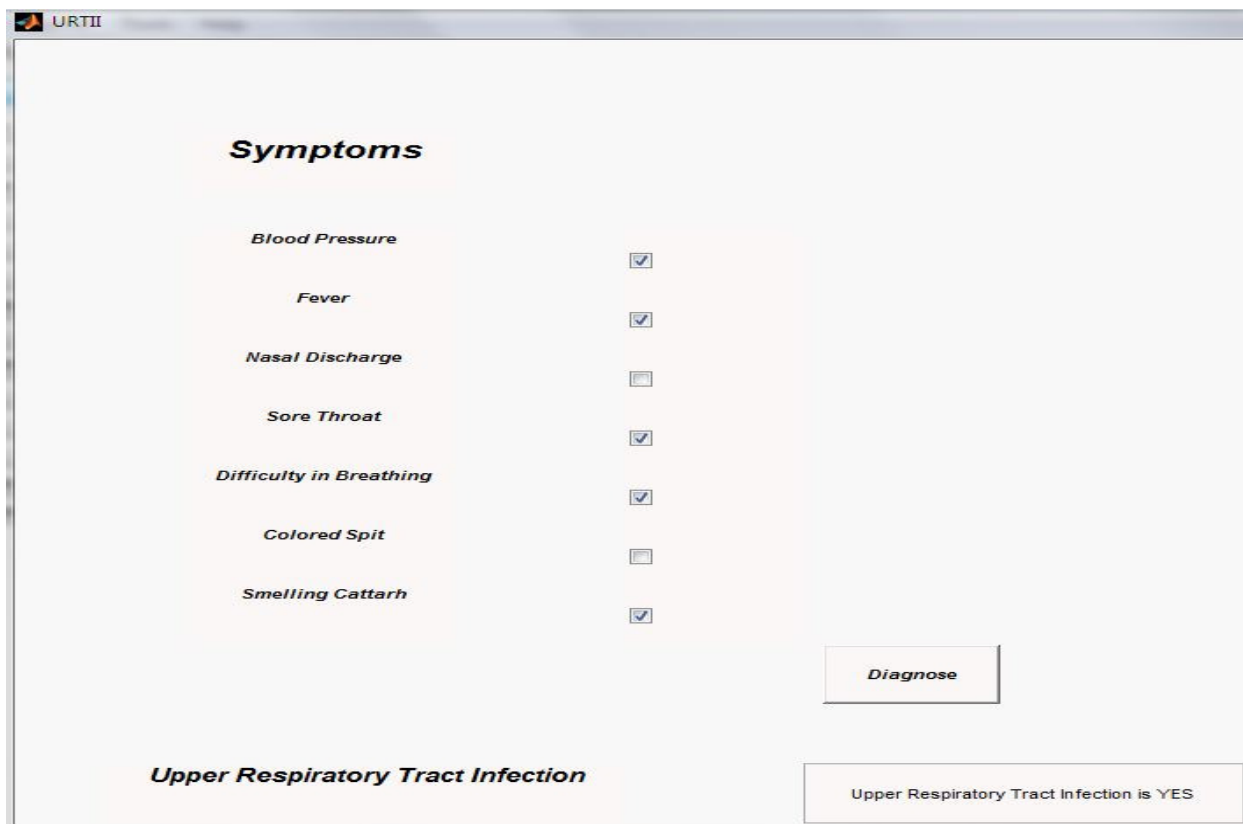 URTII
Symptoms
Blood Pressure
Fever
Nasal Discharge
Sore Throat
Difficulty in Breathing
Colored Spit
Smelling Cattarh
Diagnose
Upper Respiratory Tract Infection
Upper Respiratory Tract Infection is YES